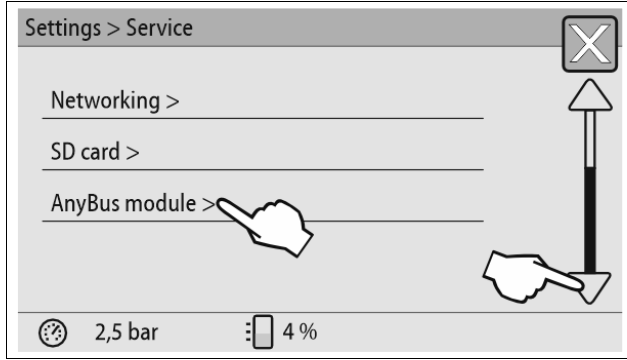 Settings > Service
Networking >
SD card >
AnyBus module >
2,5 bar 4 %